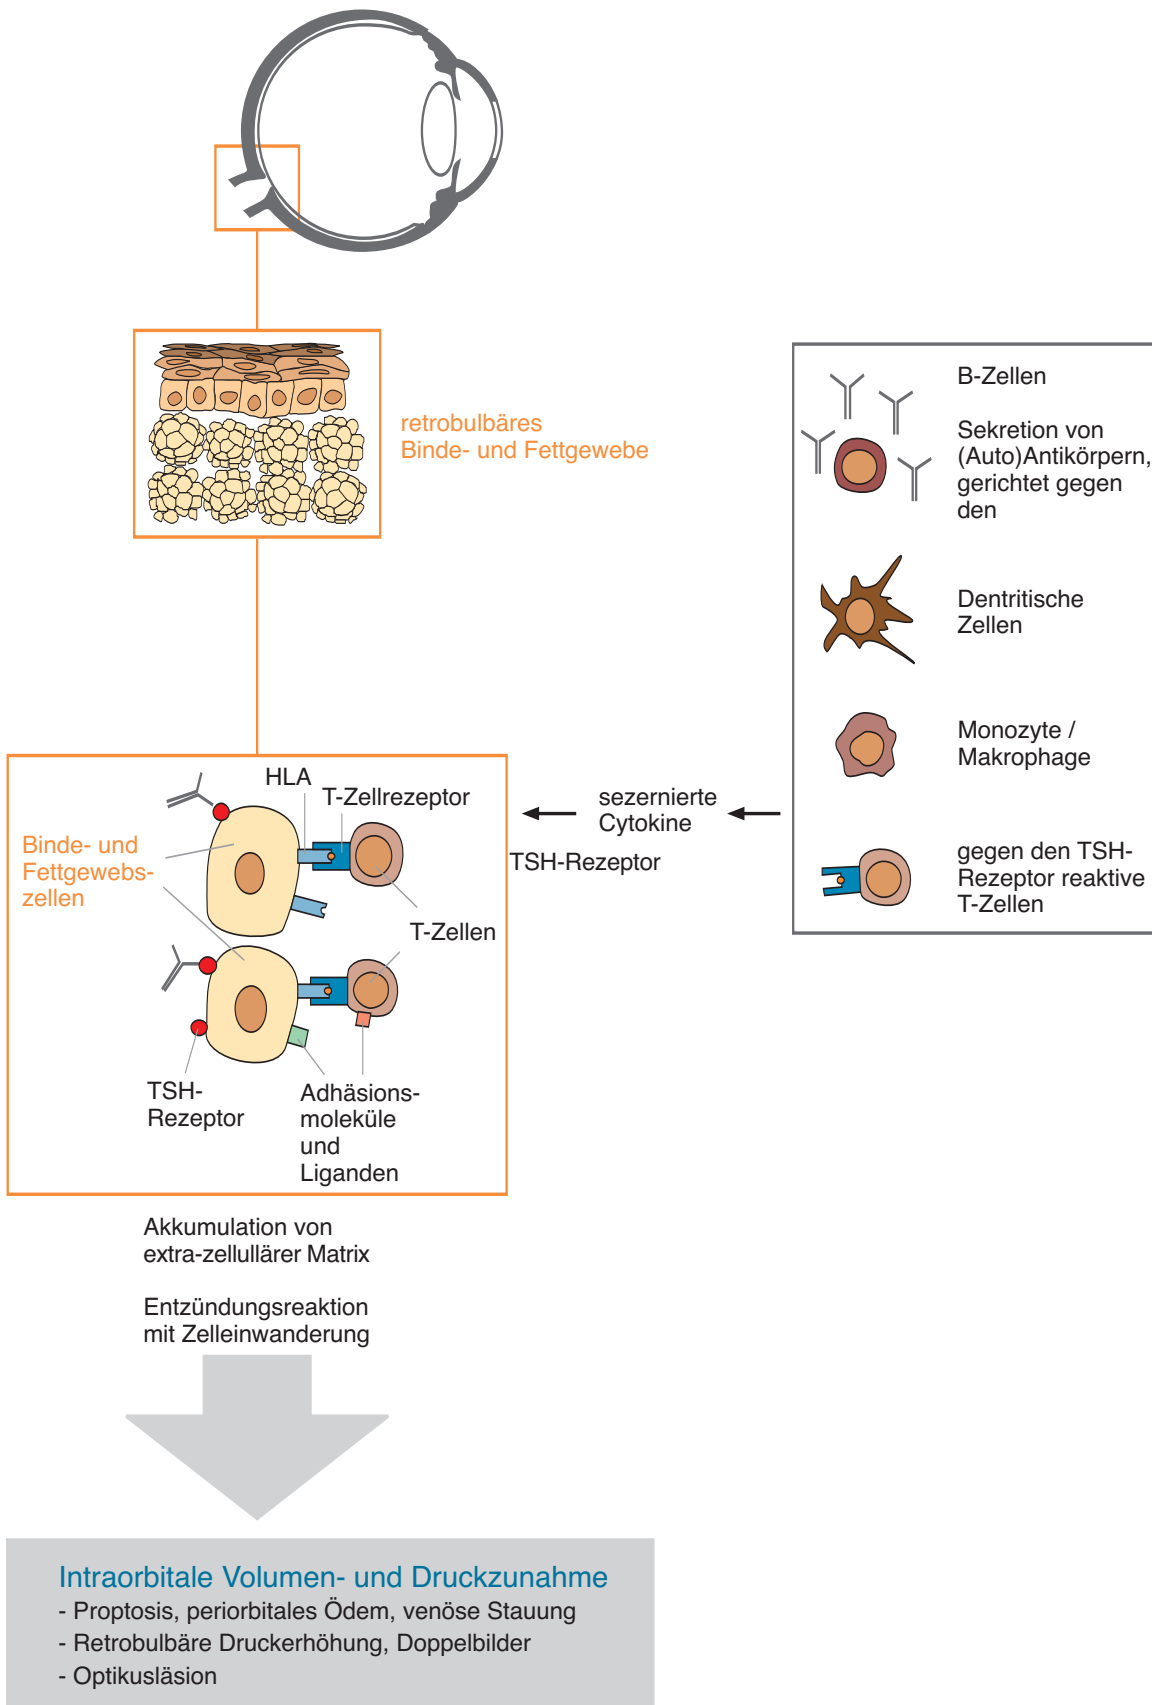 retrobulbäres
Binde- und Fettgewebe
B-Zellen
Sekretion von
(Auto)Antikörpern,
gerichtet gegen
den
Dentritische
Zellen
Monozyte /
Makrophage
gegen den TSH-
Rezeptor reaktive
T-Zellen
sezernierte
Cytokine
TSH-Rezeptor
HLA
T-Zellrezeptor
Binde- und
Fettgewebs-
zellen
T-Zellen
TSH-
Rezeptor
Adhäsions-
moleküle
und
Liganden
Akkumulation von
extra-zellullärer Matrix
Entzündungsreaktion
mit Zelleinwanderung
Intraorbitale Volumen- und Druckzunahme
- Proptosis, periorbitales Ödem, venöse Stauung
- Retrobulbäre Druckerhöhung, Doppelbilder
- Optikusläsion